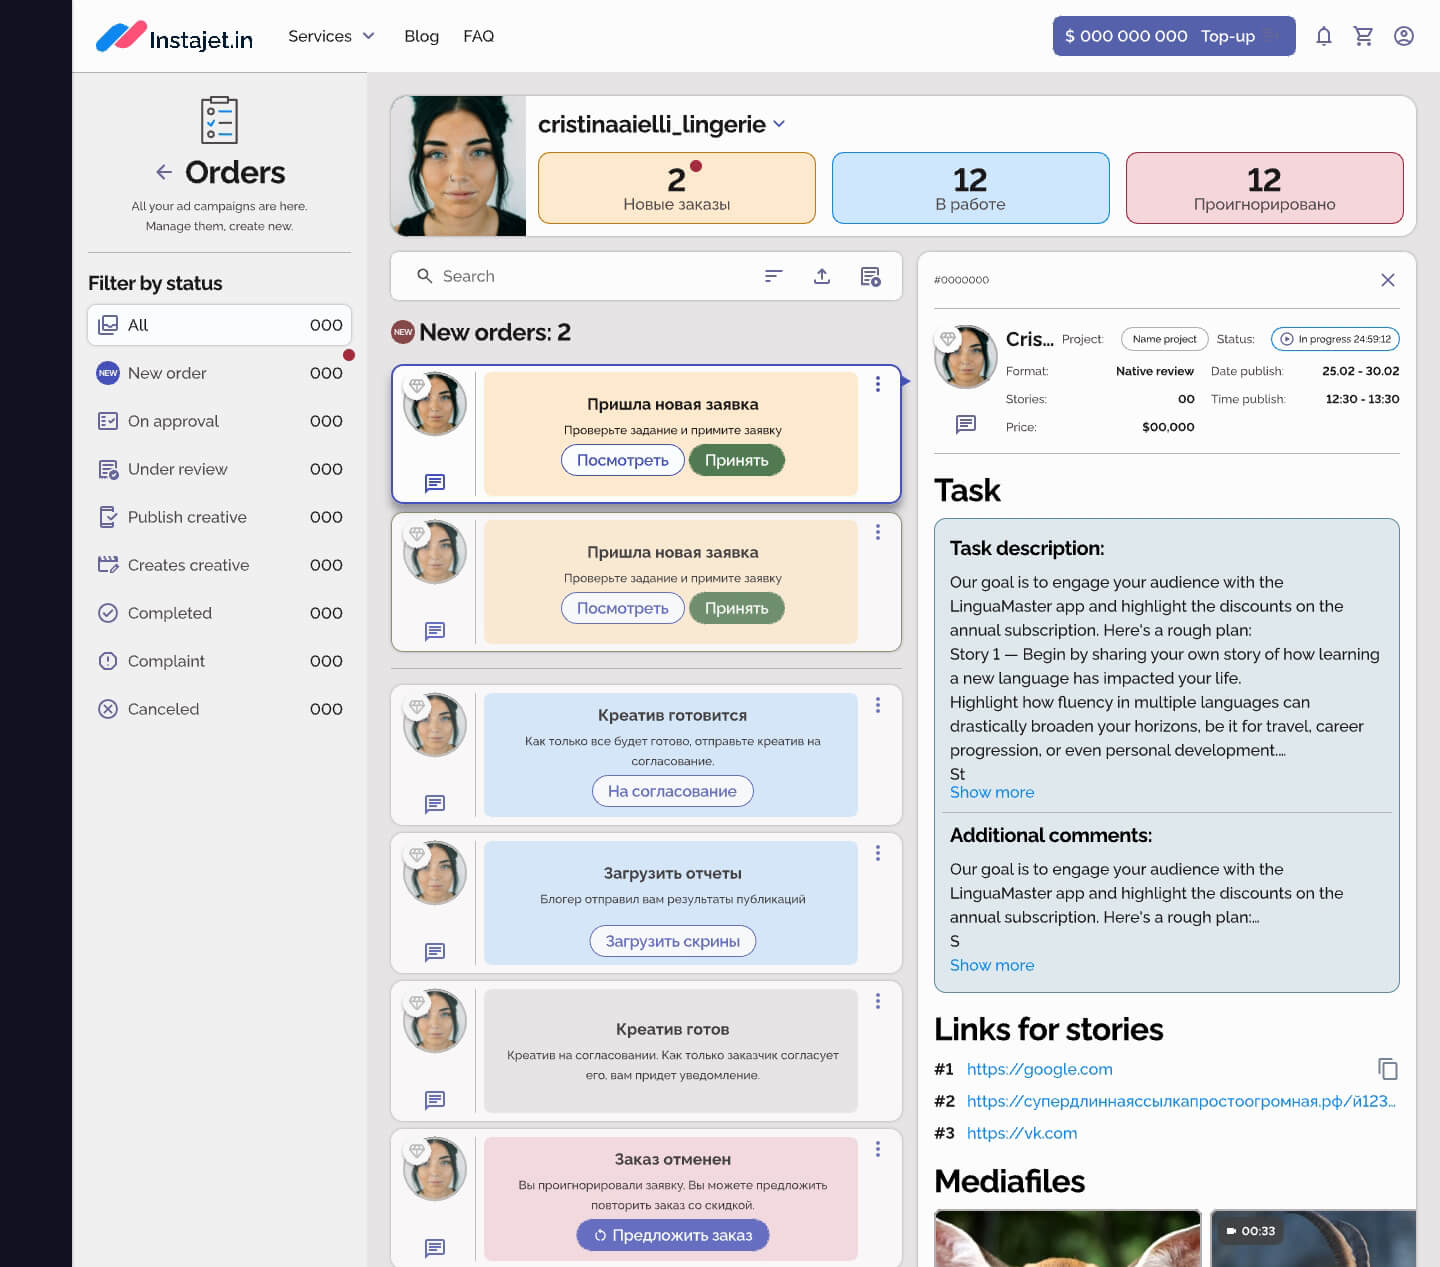 Instajet.in
Services
Blog
FAQ
$ 000 000 000 Top-up
Orders
All your ad campaigns are here.
Manage them, create new.
Filter by status
All 000
NEW New order 000
On approval 000
Under review 000
Publish creative 000
Creates creative 000
Completed 000
Complaint 000
Canceled 000
cristinaaielli_lingerie
2
Новые заказы
12
В работе
12
Проигнорировано
Search
NEW New orders: 2
Пришла новая заявка
Проверьте задание и примите заявку
Посмотреть Принять
Пришла новая заявка
Проверьте задание и примите заявку
Посмотреть Принять
Креатив готовится
Как только все будет готово, отправьте креатив на
согласование.
На согласование
Загрузить отчеты
Блогер отправил вам результаты публикаций
Загрузить скрины
Креатив готов
Креатив на согласовании. Как только заказчик согласует
его, вам придет уведомление.
Заказ отменен
Вы проигнорировали заявку. Вы можете предложить
повторить заказ со скидкой.
Предложить заказ
#0000000
Cris... Project: Name project Status: In progress 24:59:12
Format: Native review Date publish: 25.02 - 30.02
Stories: 00 Time publish: 12:30 - 13:30
Price: $00,000
Task
Task description:
Our goal is to engage your audience with the
LinguaMaster app and highlight the discounts on the
annual subscription. Here's a rough plan:
Story 1 — Begin by sharing your own story of how learning
a new language has impacted your life.
Highlight how fluency in multiple languages can
drastically broaden your horizons, be it for travel, career
progression, or even personal development....
St
Show more
Additional comments:
Our goal is to engage your audience with the
LinguaMaster app and highlight the discounts on the
annual subscription. Here's a rough plan:...
S
Show more
Links for stories
#1 https://google.com
#2 https://супердлиннаяссылкапростоогромная.рф/й123...
#3 https://vk.com
Mediafiles
00:33